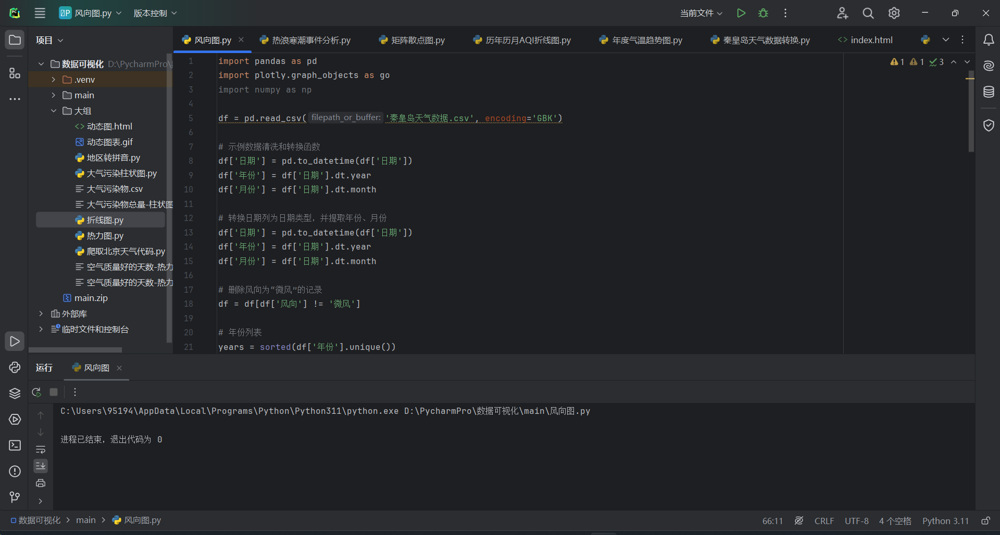 PC
DP 风向图.py
版本控制
当前文件
项目
风向图.py
热浪寒潮事件分析.py
矩阵散点图.py
历年历月AQI折线图.py
年度气温趋势图.py
秦皇岛天气数据转换.py
index.html
数据可视化 D:\PycharmPro\
.venv
main
大组
动态图.html
动态图表.gif
地区转拼音.py
大气污染柱状图.py
大气污染物.csv
大气污染物总量-柱状图
折线图.py
热力图.py
爬取北京天气代码.py
空气质量好的天数-热力
空气质量好的天数-热力
main.zip
外部库
临时文件和控制台
1 1 3
1 import pandas as pd
2 import plotly.graph_objects as go
3 import numpy as np
4
5 df = pd.read_csv( filepath_or_buffer: '秦皇岛天气数据.csv', encoding='GBK')
6
7 # 示例数据清洗和转换函数
8 df['日期'] = pd.to_datetime(df['日期'])
9 df['年份'] = df['日期'].dt.year
10 df['月份'] = df['日期'].dt.month
11
12 # 转换日期列为日期类型，并提取年份、月份
13 df['日期'] = pd.to_datetime(df['日期'])
14 df['年份'] = df['日期'].dt.year
15 df['月份'] = df['日期'].dt.month
16
17 # 删除风向为“微风”的记录
18 df = df[df['风向'] != '微风']
19
20 # 年份列表
21 years = sorted(df['年份'].unique())
运行
风向图
C:\Users\95194\AppData\Local\Programs\Python\Python311\python.exe D:\PycharmPro\数据可视化\main\风向图.py
进程已结束，退出代码为 0
数据可视化 > main > 风向图.py
66:11 CRLF UTF-8 4 个空格 Python 3.11